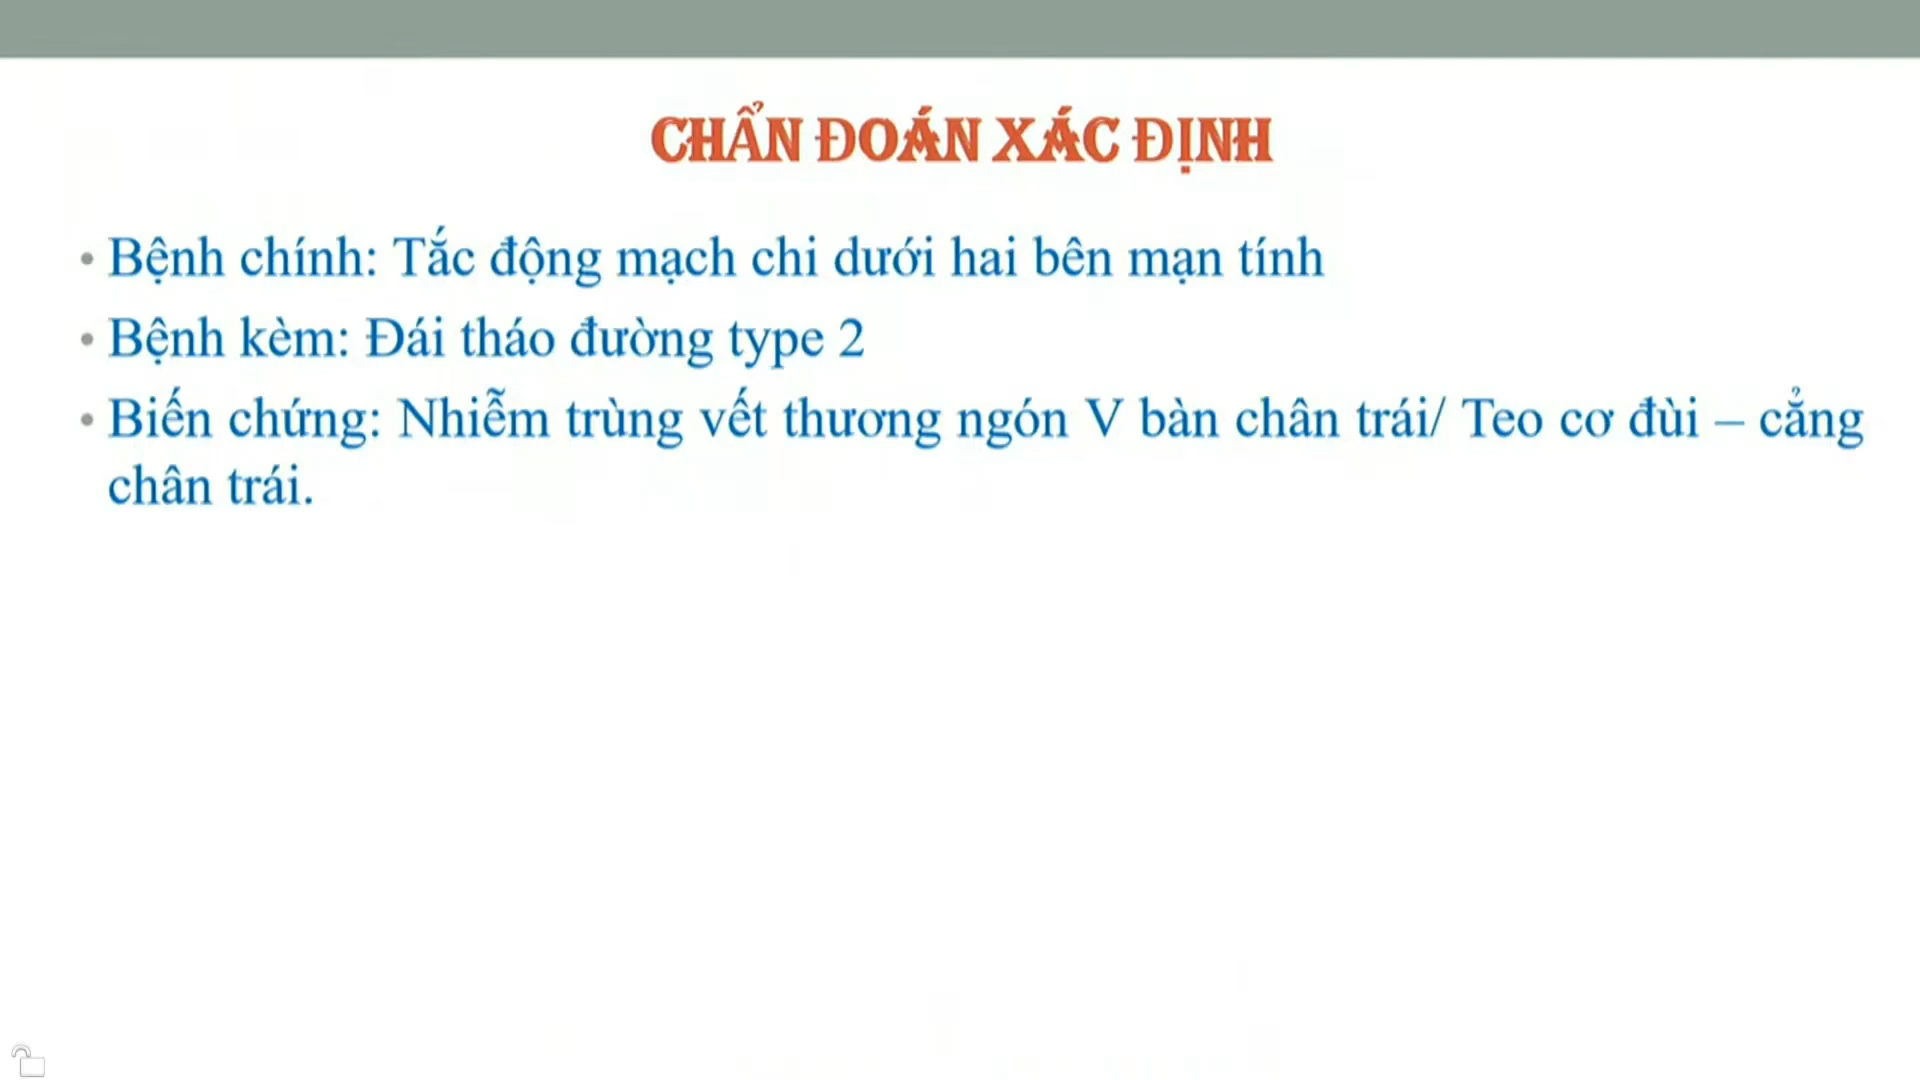 CHẨN ĐOÁN XÁC ĐỊNH
• Bệnh chính: Tắc động mạch chi dưới hai bên mạn tính
• Bệnh kèm: Đái tháo đường type 2
• Biến chứng: Nhiễm trùng vết thương ngón V bàn chân trái/ Teo cơ đùi – cẳng
chân trái.